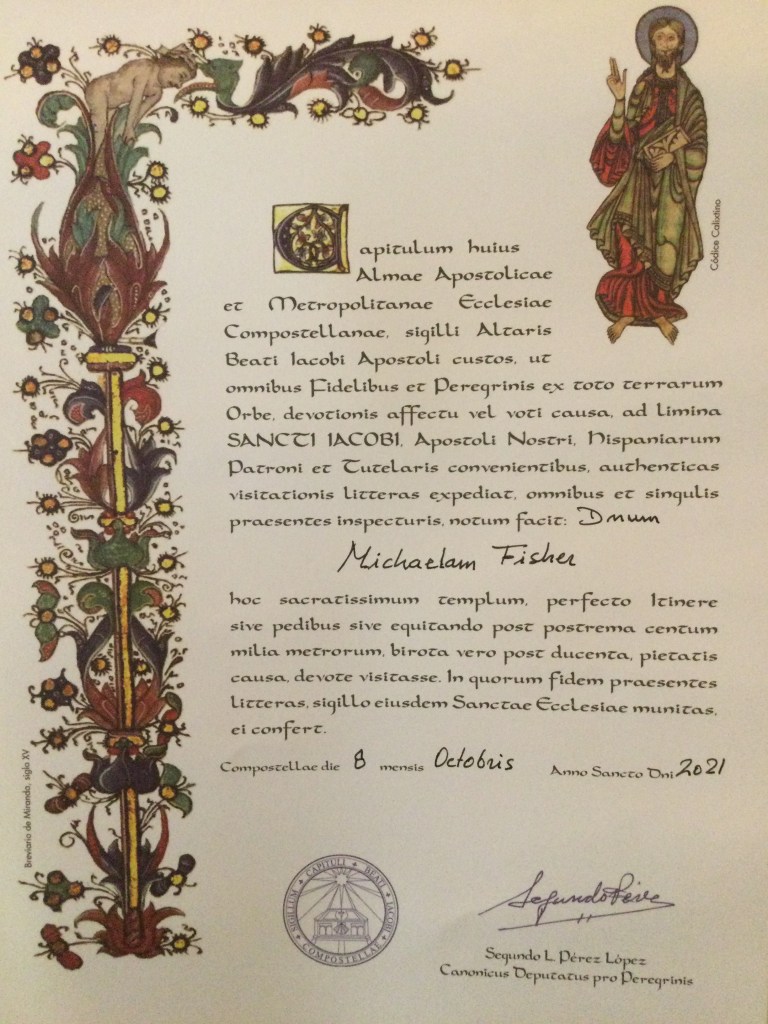 Capitulum huius
Almae Apostolicae
et Metropolitanae Ecclesiae
Compostellanae, sigilli Altaris
Beati Iacobi Apostoli custos, ut
omnibus Fidelibus et Peregrinis ex toto terrarum
Orbe, devotionis affectu vel voti causa, ad limina
SANCTI IACOBI, Apostoli Nostri, Hispaniarum
Patroni et Tutelaris convenientibus, authenticas
visitationis litteras expediat, omnibus et singulis
praesentes inspecturis, notum facit: Dnum
Michaelam Fisher
hoc sacratissimum templum, perfecto Itinere
sive pedibus sive equitando post postrema centum
milia metrorum, birota vero post ducenta, pietatis
causa, devote visitasse. In quorum fidem praesentes
litteras, sigillo eiusdem Sanctae Ecclesiae munitas,
ei confert.
Compostellae die 8 mensis Octobris Anno Sancto Dni 2021
SIGILLUM CAPITULI BEATI IACOBI COMPOSTELLAE
Segundo Pérez
Segundo L. Pérez López
Canonicus Deputatus pro Peregrinis
Códice Calixtino
Breviario de Miranda, siglo XV